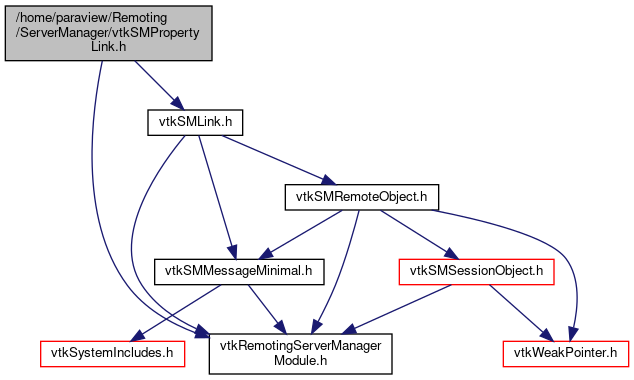 /home/paraview/Remoting
/ServerManager/vtkSMProperty
Link.h
vtkSMLink.h
vtkSMRemoteObject.h
vtkSMMessageMinimal.h
vtkSMSessionObject.h
vtkSystemIncludes.h
vtkRemotingServerManager
Module.h
vtkWeakPointer.h